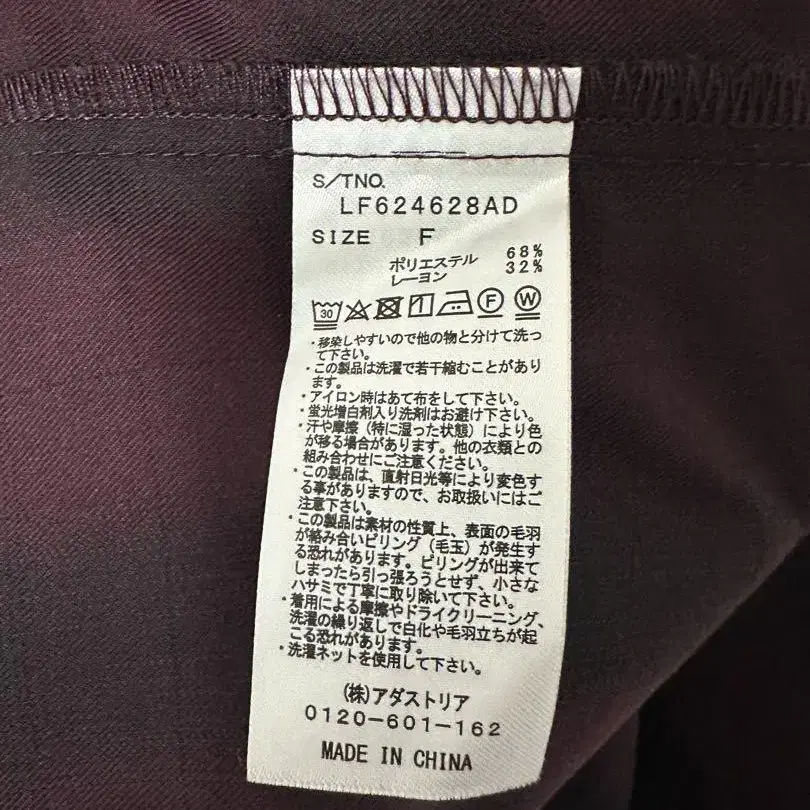 S/TNO.
LF624628AD
SIZE F
ポリエステル 68%
レーヨン 32%
30 1 F W
・移染しやすいので他の物と分けて洗っ
て下さい。
・この製品は洗濯で若干縮むことがあり
ます。
・アイロン時はあて布をして下さい。
・蛍光増白剤入り洗剤はお避け下さい。
・汗や摩擦（特に湿った状態）により色
が移る場合があります。他の衣類との
組み合わせにご注意ください。
・この製品は、直射日光等により変色す
る事がありますので、お取扱いにはご
注意下さい。
・この製品は素材の性質上、表面の毛羽
が絡み合いピリング（毛玉）が発生す
る恐れがあります。ピリングが出来て
しまったら引っ張ろうとせず、小さな
ハサミで丁寧に取り除いて下さい。
・着用による摩擦やドライクリーニング、
洗濯の繰り返しで白化や毛羽立ちが起
こる恐れがあります。
・洗濯ネットを使用して下さい。
(株)アダストリア
0120-601-162
MADE IN CHINA